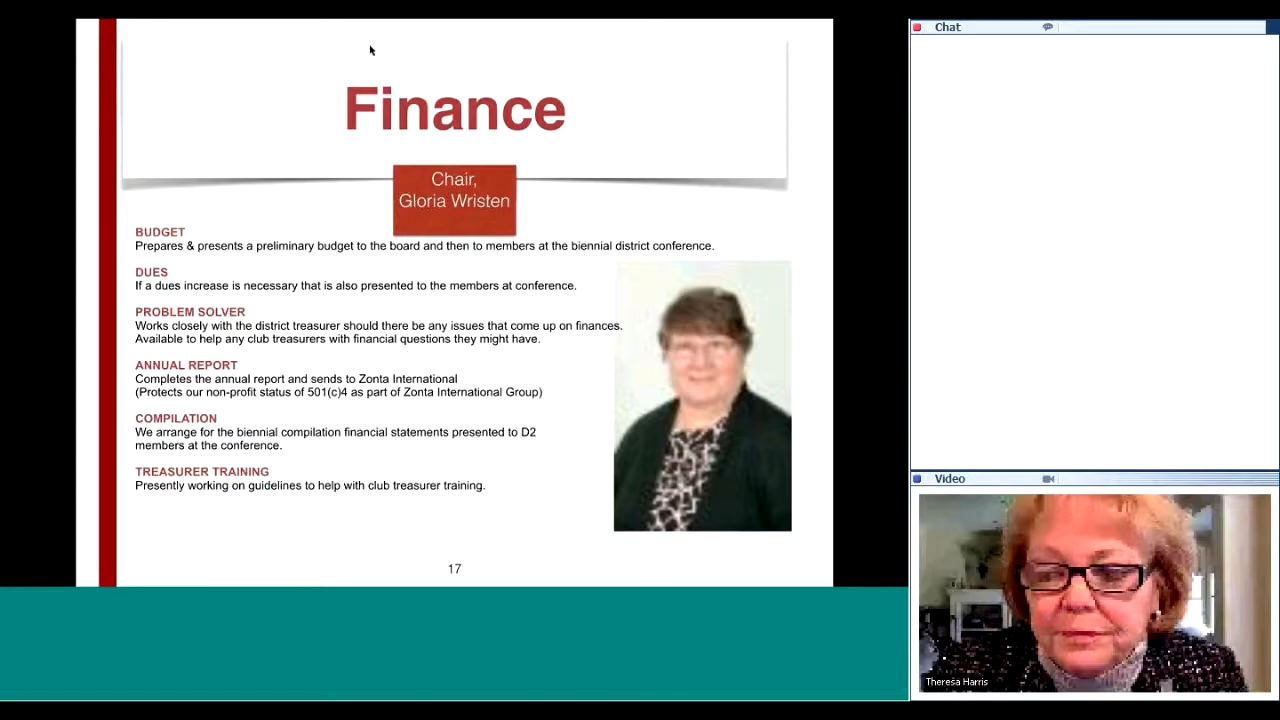 Finance
Chair,
Gloria Wristen
BUDGET
Prepares & presents a preliminary budget to the board and then to members at the biennial district conference.
DUES
If a dues increase is necessary that is also presented to the members at conference.
PROBLEM SOLVER
Works closely with the district treasurer should there be any issues that come up on finances.
Available to help any club treasurers with financial questions they might have.
ANNUAL REPORT
Completes the annual report and sends to Zonta International
(Protects our non-profit status of 501(c)4 as part of Zonta International Group)
COMPILATION
We arrange for the biennial compilation financial statements presented to D2
members at the conference.
TREASURER TRAINING
Presently working on guidelines to help with club treasurer training.
17
Chat
Video
Theresa Harris